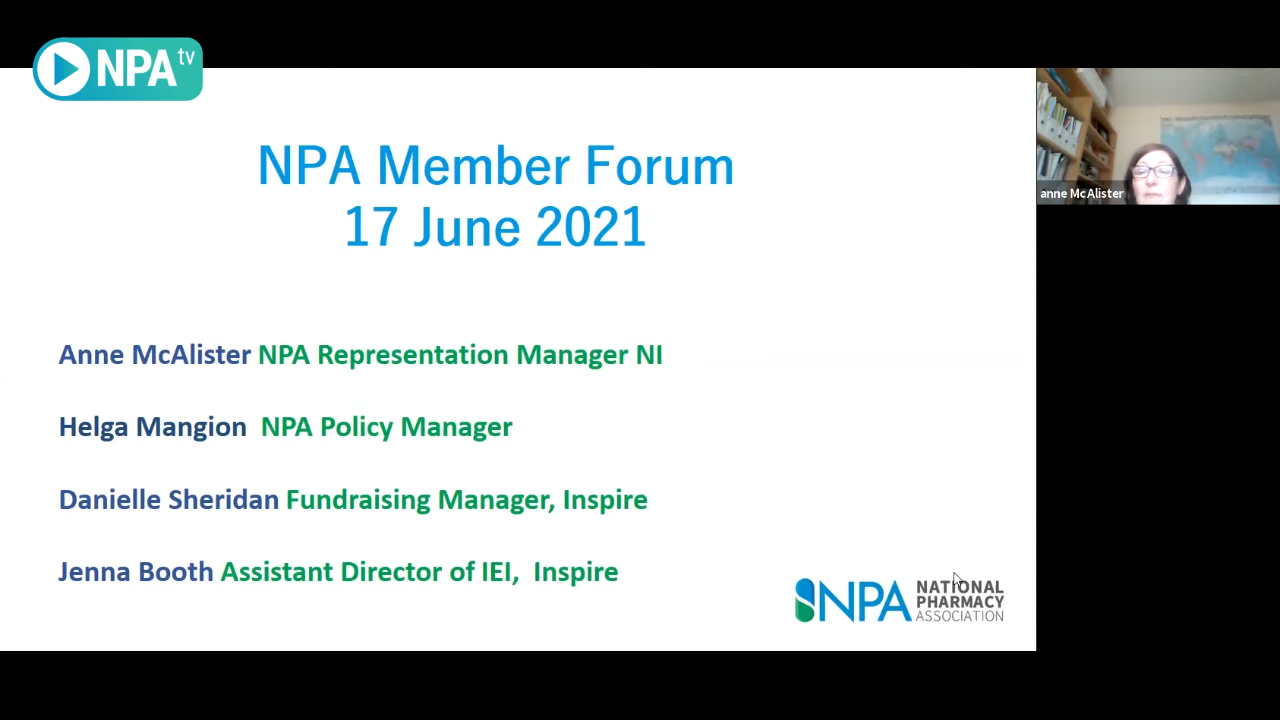 NPA tv
NPA Member Forum
17 June 2021
anne McAlister
Anne McAlister NPA Representation Manager NI
Helga Mangion NPA Policy Manager
Danielle Sheridan Fundraising Manager, Inspire
Jenna Booth Assistant Director of IEI, Inspire
NPA NATIONAL
PHARMACY
ASSOCIATION